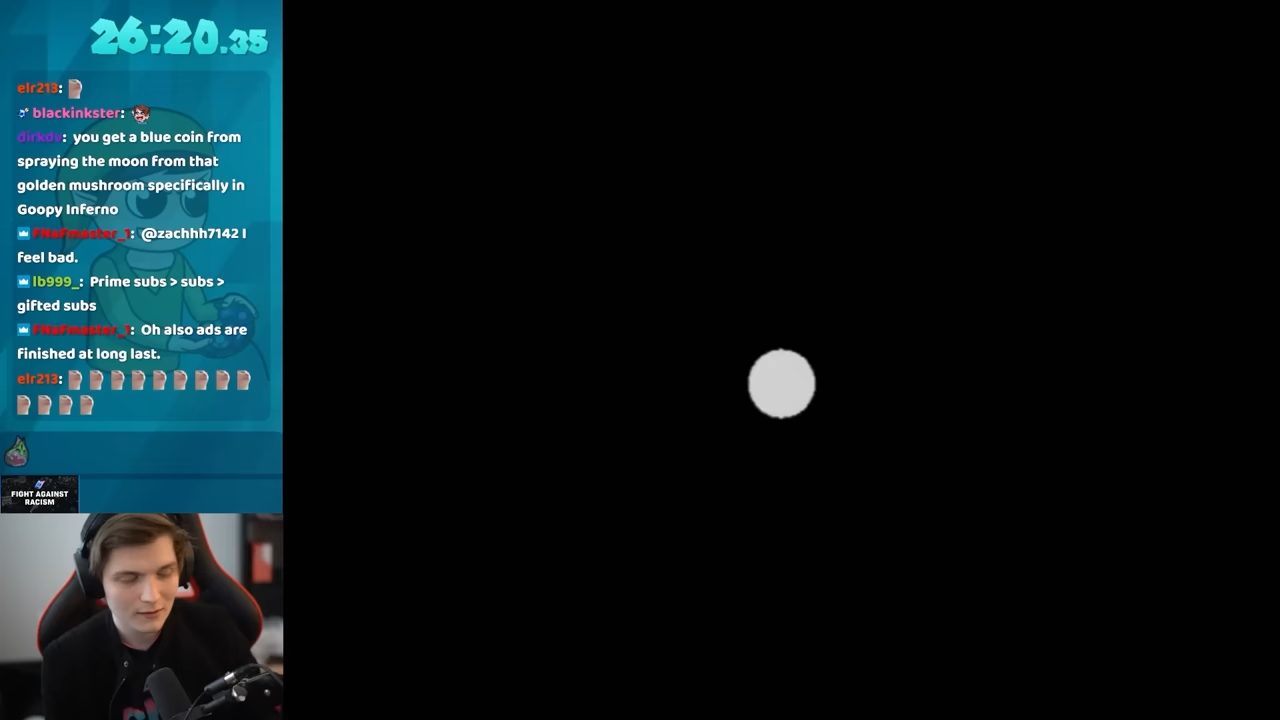 26:20.35
elr213:
blackinkster:
dirkdv: you get a blue coin from
spraying the moon from that
golden mushroom specifically in
Goopy Inferno
FNaFmaster_1: @zachhh7142 I
feel bad.
lb999_: Prime subs > subs >
gifted subs
FNaFmaster_1: Oh also ads are
finished at long last.
elr213:
FIGHT AGAINST
RACISM